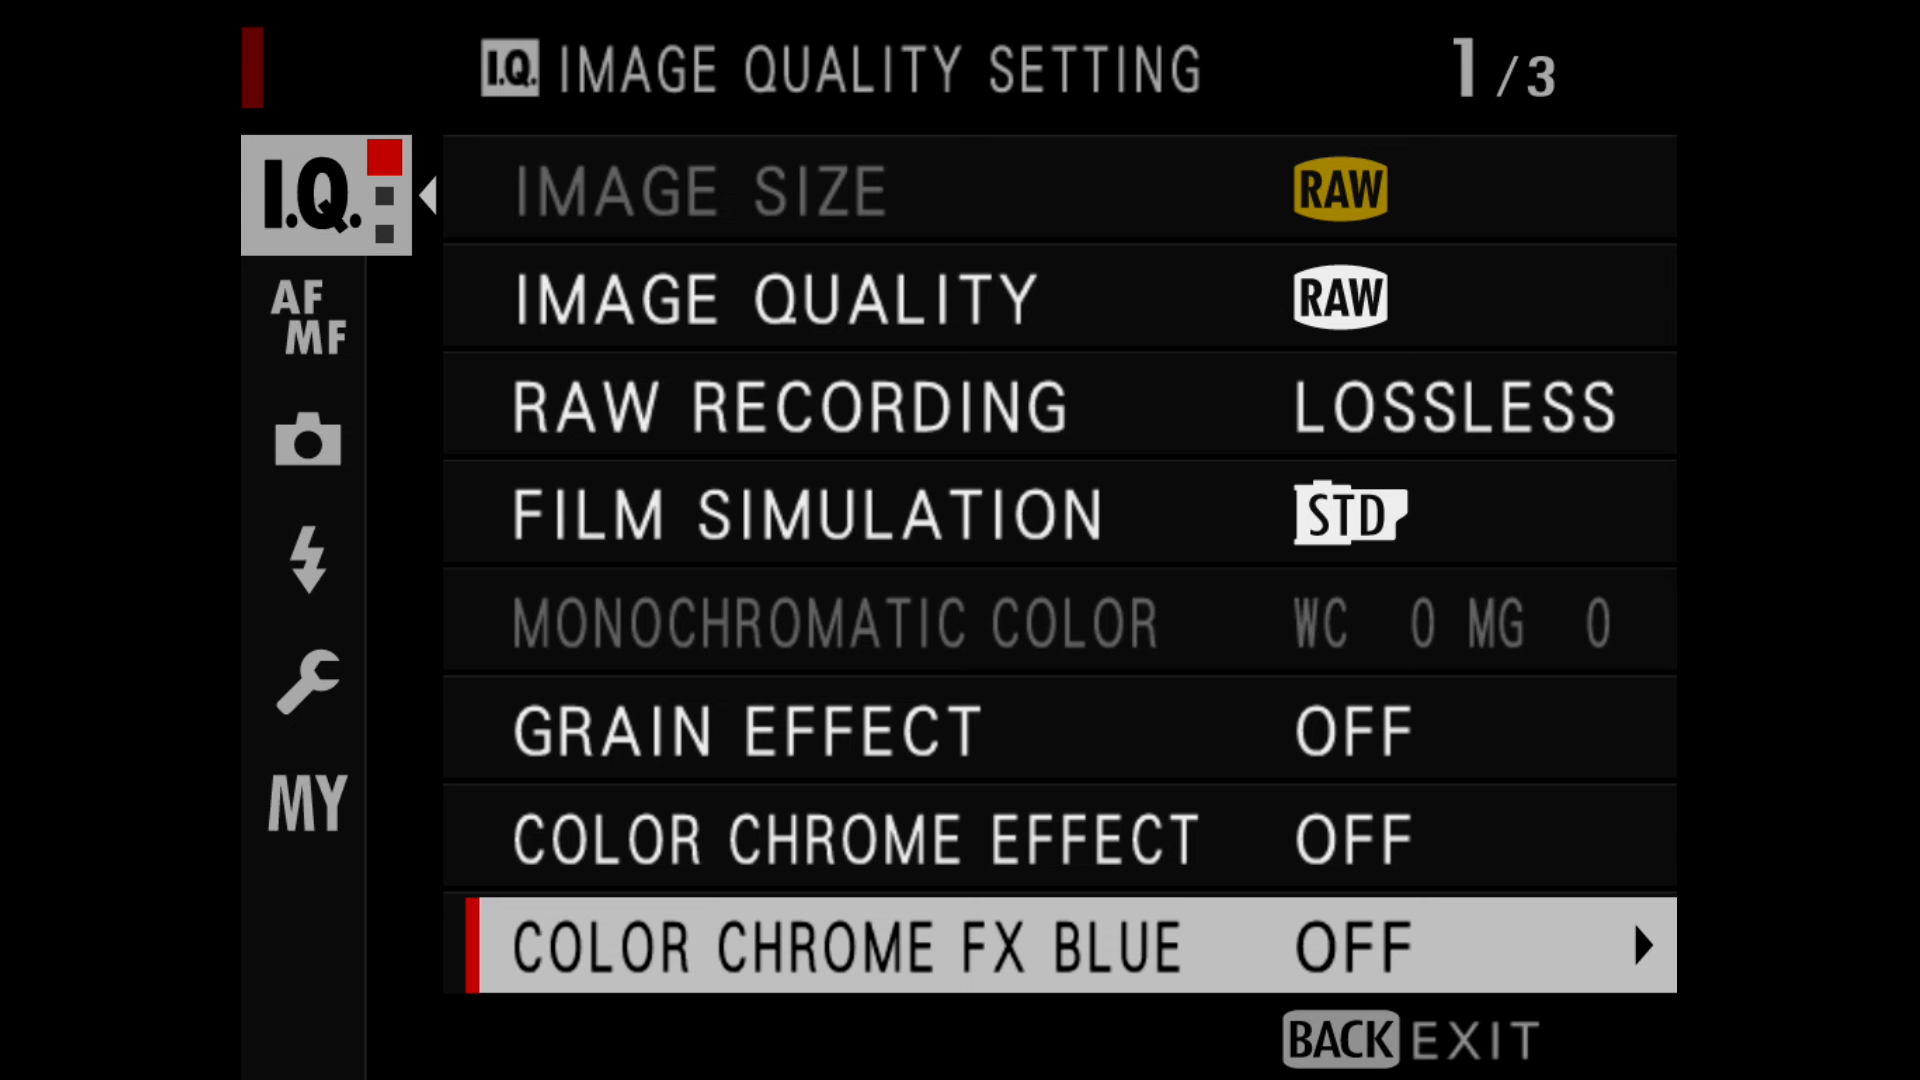 I.Q. IMAGE QUALITY SETTING 1/3
I.Q.
IMAGE SIZE RAW
IMAGE QUALITY RAW
AF
MF
RAW RECORDING LOSSLESS
FILM SIMULATION STD
MONOCHROMATIC COLOR WC 0 MG 0
GRAIN EFFECT OFF
MY
COLOR CHROME EFFECT OFF
COLOR CHROME FX BLUE OFF
BACK EXIT